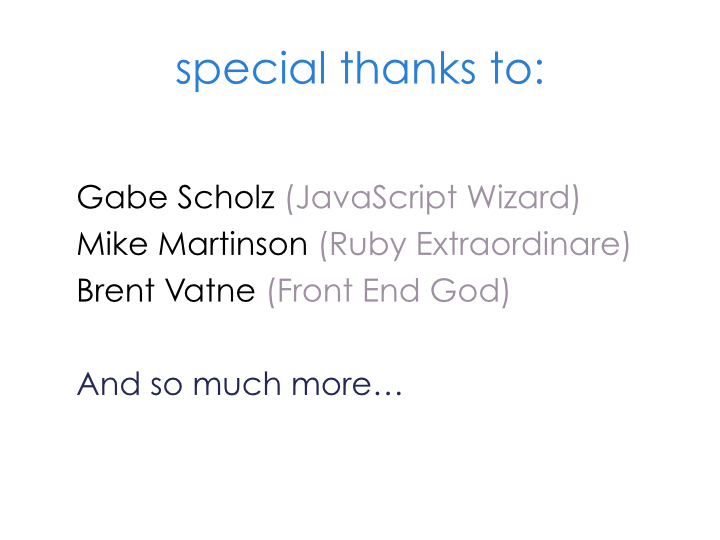 special thanks to:
Gabe Scholz (JavaScript Wizard)
Mike Martinson (Ruby Extraordinare)
Brent Vatne (Front End God)
And so much more…